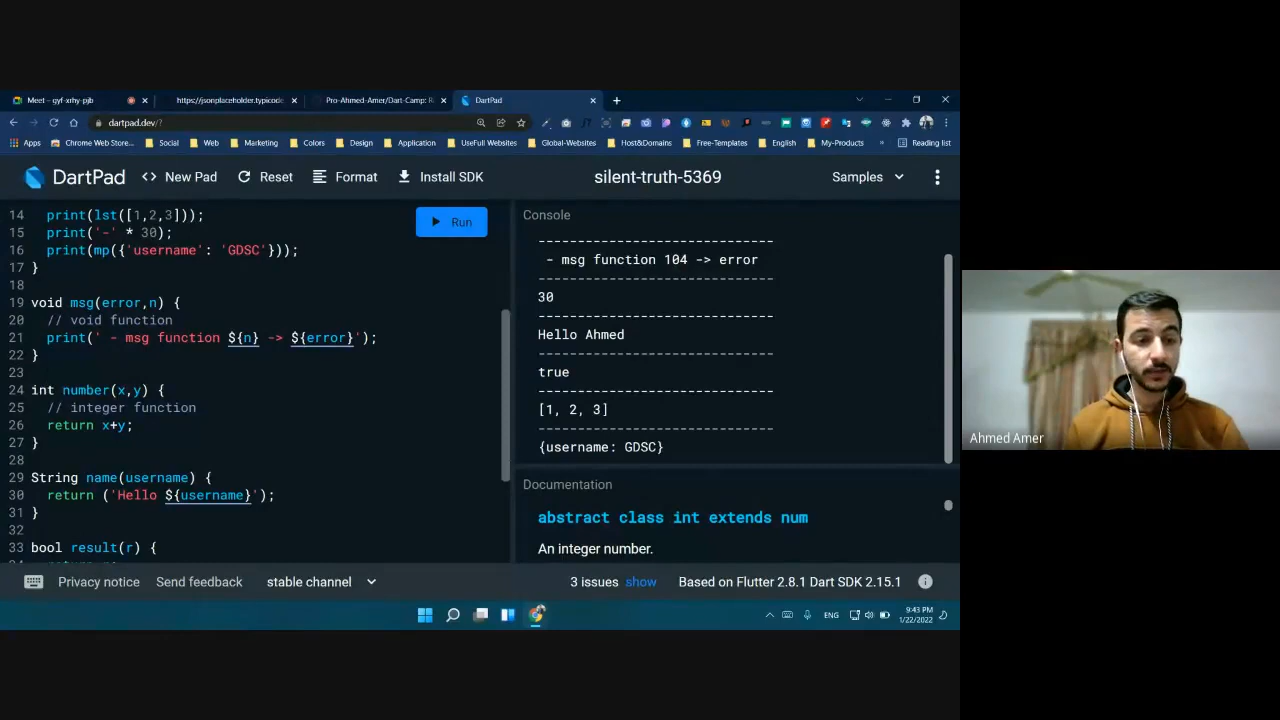 Meet – gyf-xrhy-pjb
https://jsonplaceholder.typicode
Pro-Ahmed-Amer/Dart-Camp: R
DartPad
dartpad.dev/?
Apps
Chrome Web Store...
Social
Web
Marketing
Colors
Design
Application
UseFull Websites
Global-Websites
Host&Domains
Free-Templates
English
My-Products
»
Reading list
DartPad
<> New Pad
Reset
Format
Install SDK
silent-truth-5369
Samples
14 print(lst([1,2,3]));
15 print('-' * 30);
16 print(mp({'username': 'GDSC'}));
17 }
18
19 void msg(error,n) {
20 // void function
21 print(' - msg function ${n} -> ${error}');
22 }
23
24 int number(x,y) {
25 // integer function
26 return x+y;
27 }
28
29 String name(username) {
30 return ('Hello ${username}');
31 }
32
33 bool result(r) {
Run
Console
------------------------------
- msg function 104 -> error
------------------------------
30
------------------------------
Hello Ahmed
------------------------------
true
------------------------------
[1, 2, 3]
------------------------------
{username: GDSC}
Documentation
abstract class int extends num
An integer number.
Privacy notice
Send feedback
stable channel
3 issues show
Based on Flutter 2.8.1 Dart SDK 2.15.1
ENG
9:43 PM
1/22/2022
Ahmed Amer